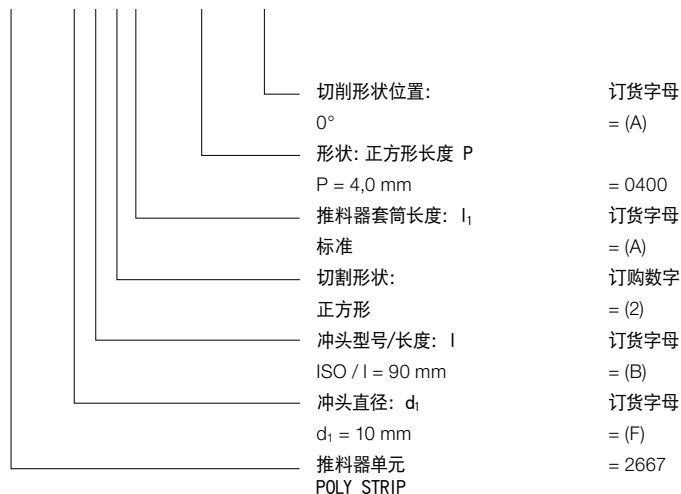 切削形状位置: 订货字母
0° = (A)
形状: 正方形长度 P
P = 4,0 mm = 0400
推料器套筒长度: l₁ 订货字母
标准 = (A)
切割形状: 订购数字
正方形 = (2)
冲头型号/长度: l 订货字母
ISO / l = 90 mm = (B)
冲头直径: d₁ 订货字母
d₁ = 10 mm = (F)
推料器单元 = 2667
POLY STRIP